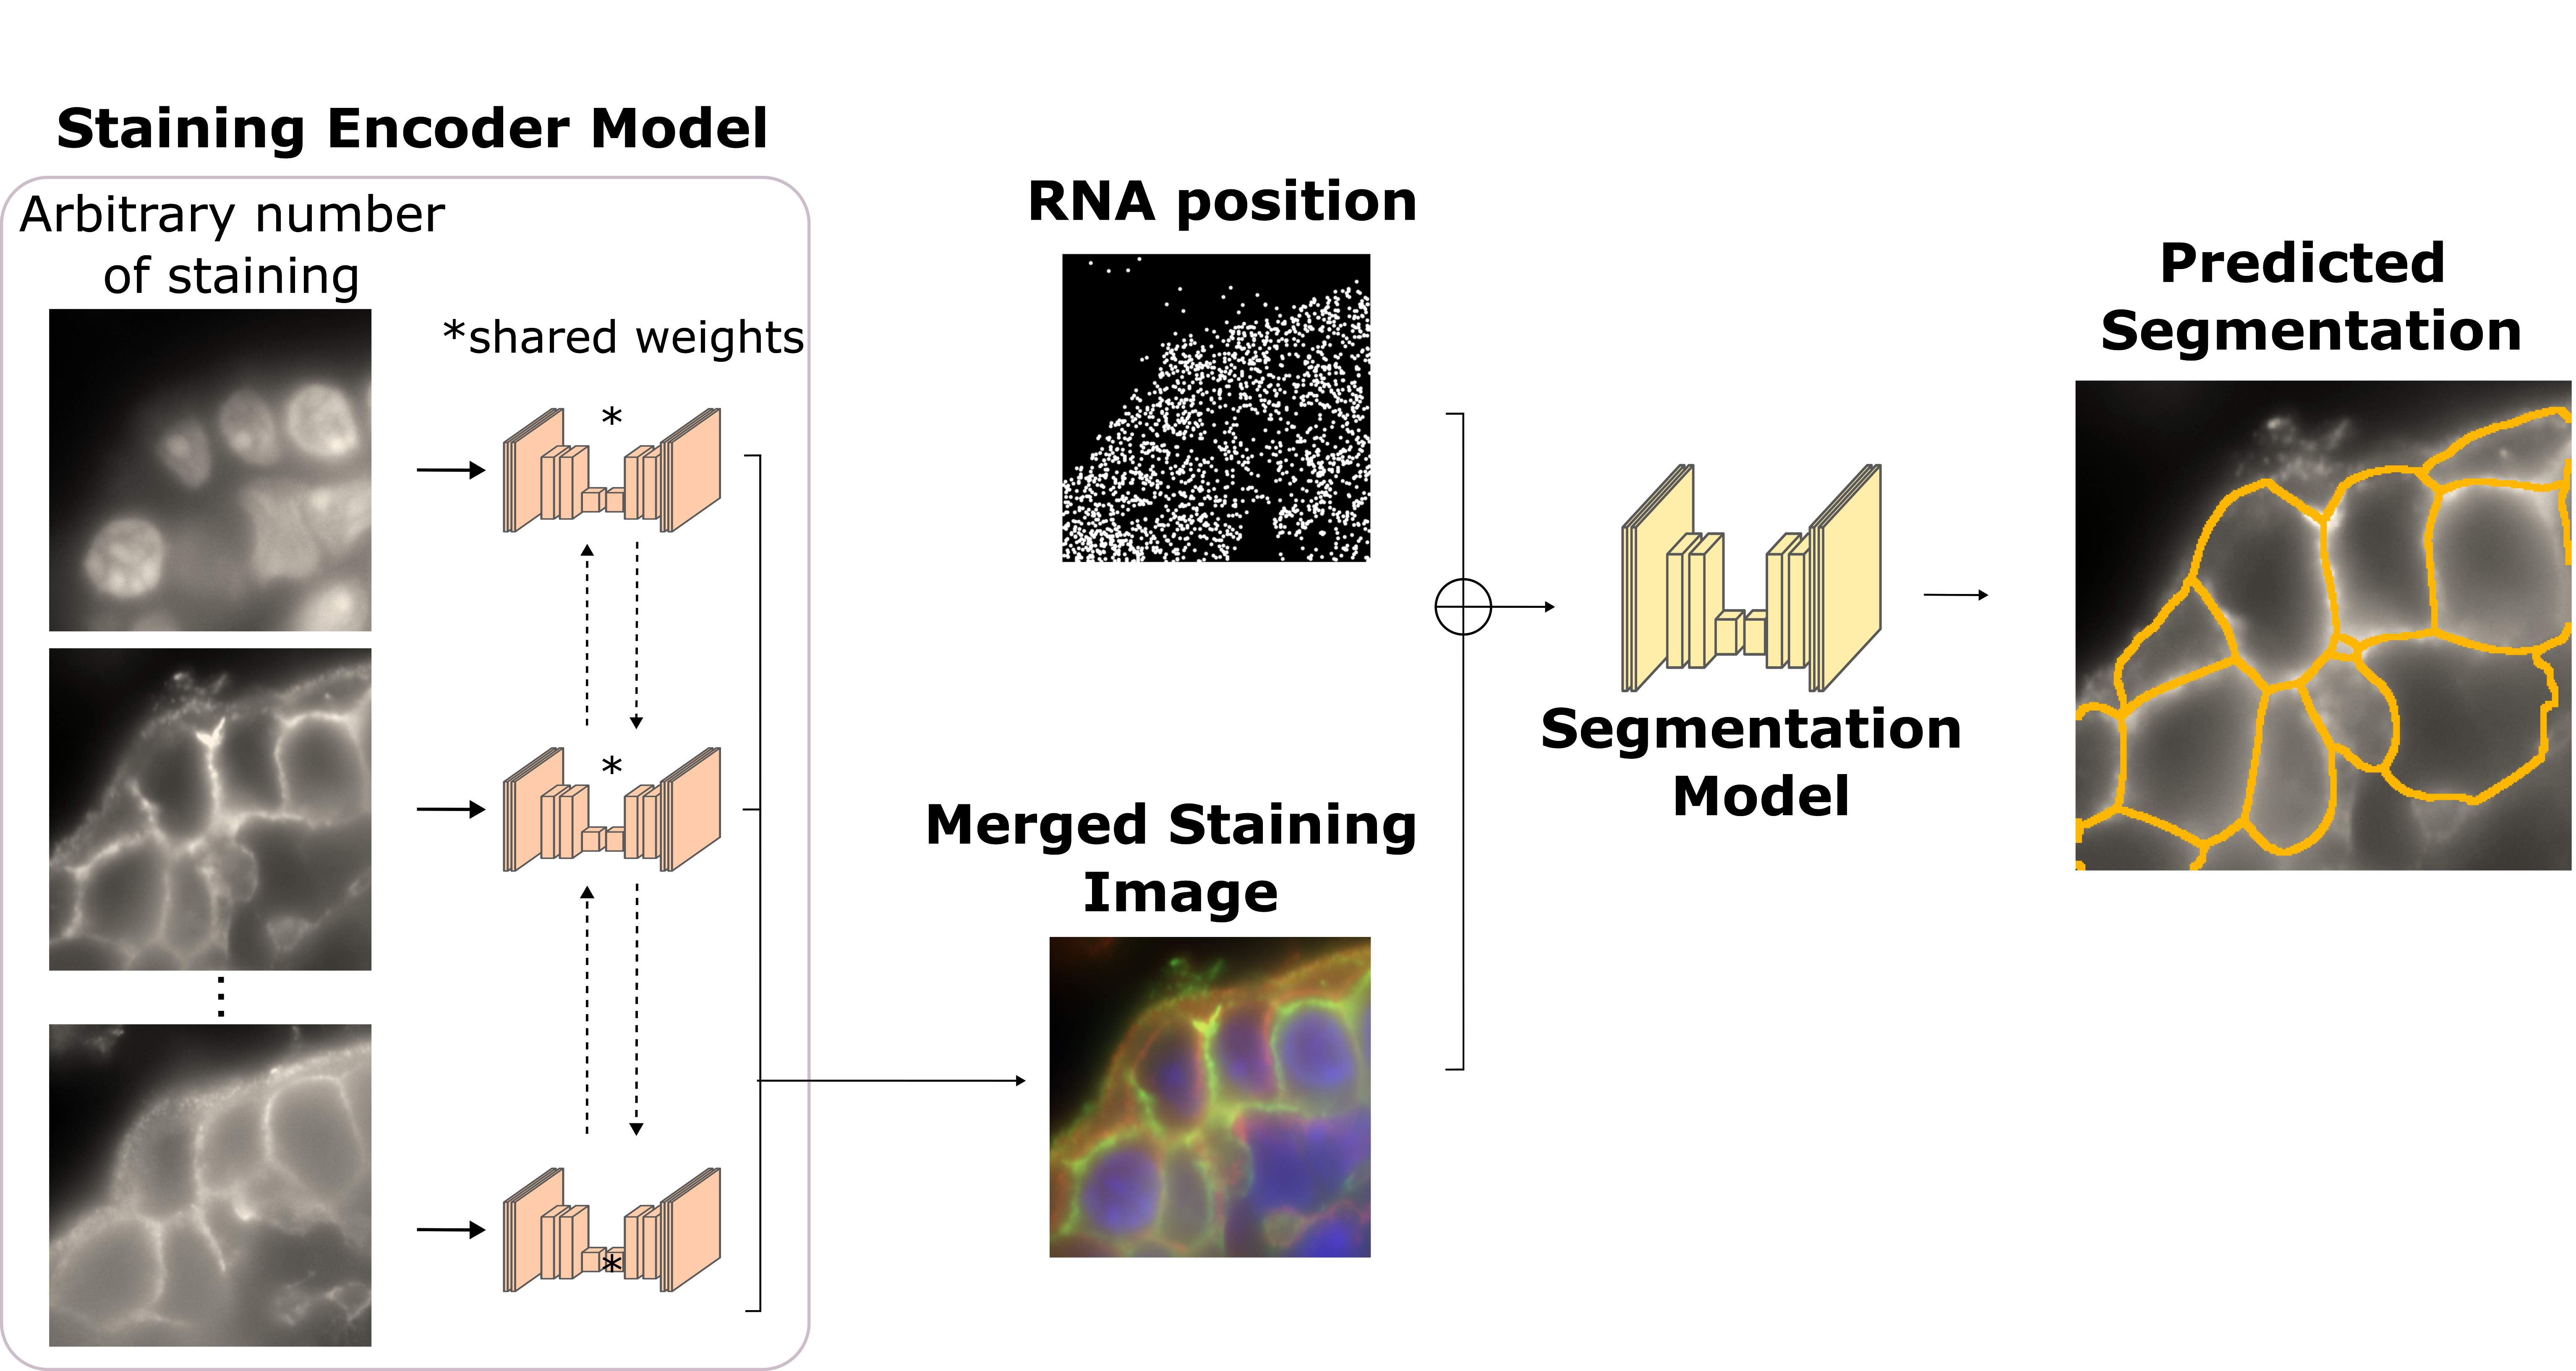 Staining Encoder Model
Arbitrary number
of staining
*shared weights
*
*
*
RNA position
Merged Staining
Image
Segmentation
Model
Predicted
Segmentation